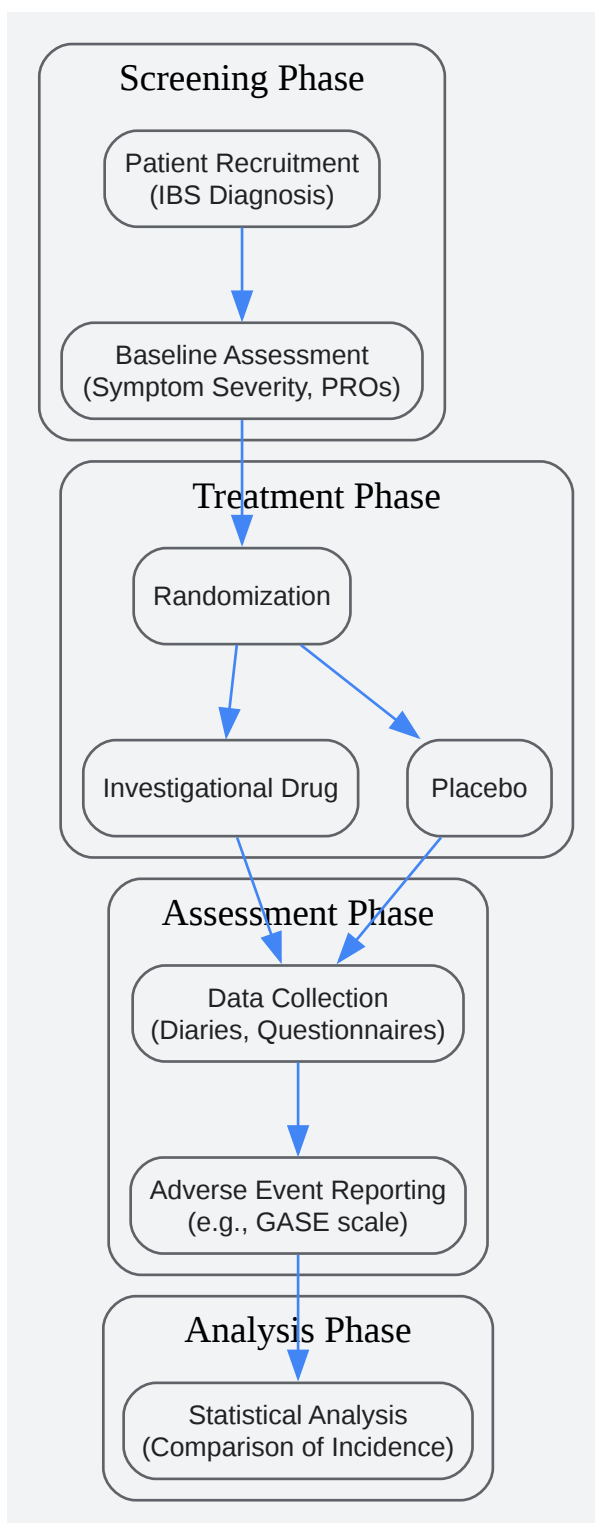 Screening Phase
Patient Recruitment
(IBS Diagnosis)
Baseline Assessment
(Symptom Severity, PROs)
Treatment Phase
Randomization
Investigational Drug
Placebo
Assessment Phase
Data Collection
(Diaries, Questionnaires)
Adverse Event Reporting
(e.g., GASE scale)
Analysis Phase
Statistical Analysis
(Comparison of Incidence)